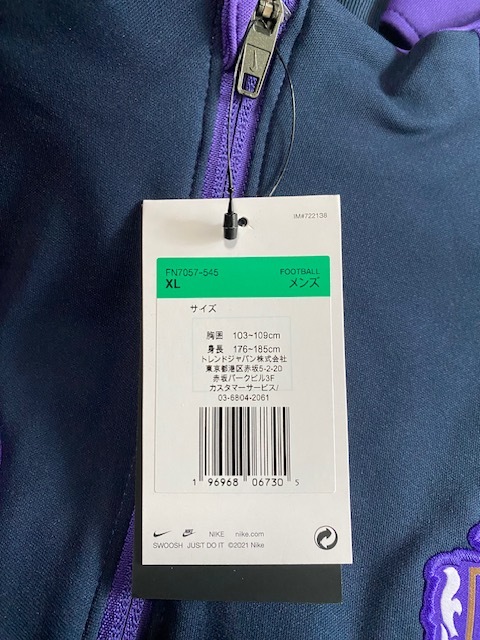 IM#722138
FN7057-545 FOOTBALL
XL メンズ
サイズ
胸囲 103~109cm
身長 176~185cm
トレンドジャパン株式会社
東京都港区赤坂5-2-20
赤坂パークビル3F
カスタマーサービス/
03-6804-2061
1 96968 06730 5
NIKE NIKE nike.com
SWOOSH JUST DO IT ©2021 Nike